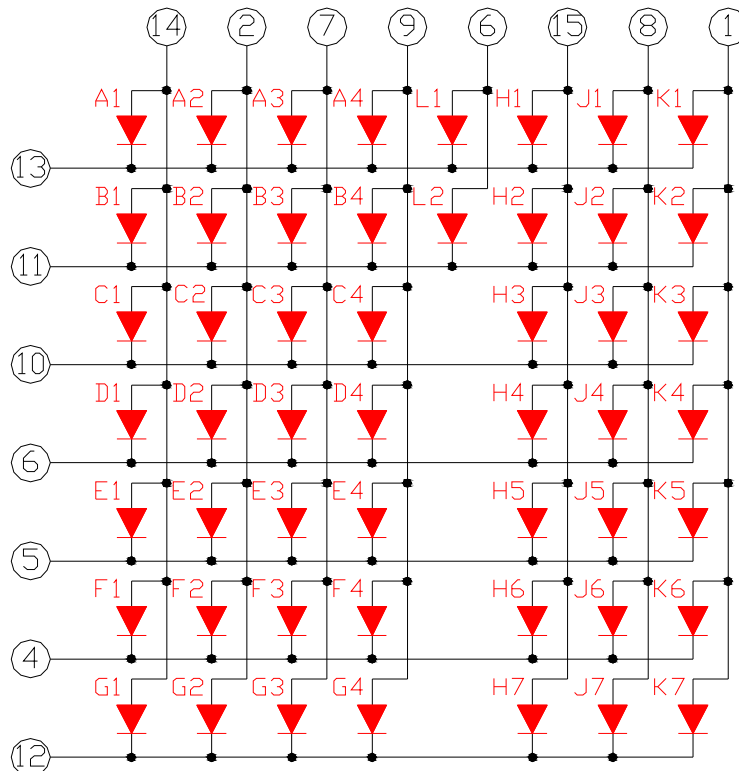 14 2 7 9 6 15 8 1
A1 A2 A3 A4 L1 H1 J1 K1
13
B1 B2 B3 B4 L2 H2 J2 K2
11
C1 C2 C3 C4 H3 J3 K3
10
D1 D2 D3 D4 H4 J4 K4
6
E1 E2 E3 E4 H5 J5 K5
5
F1 F2 F3 F4 H6 J6 K6
4
G1 G2 G3 G4 H7 J7 K7
12